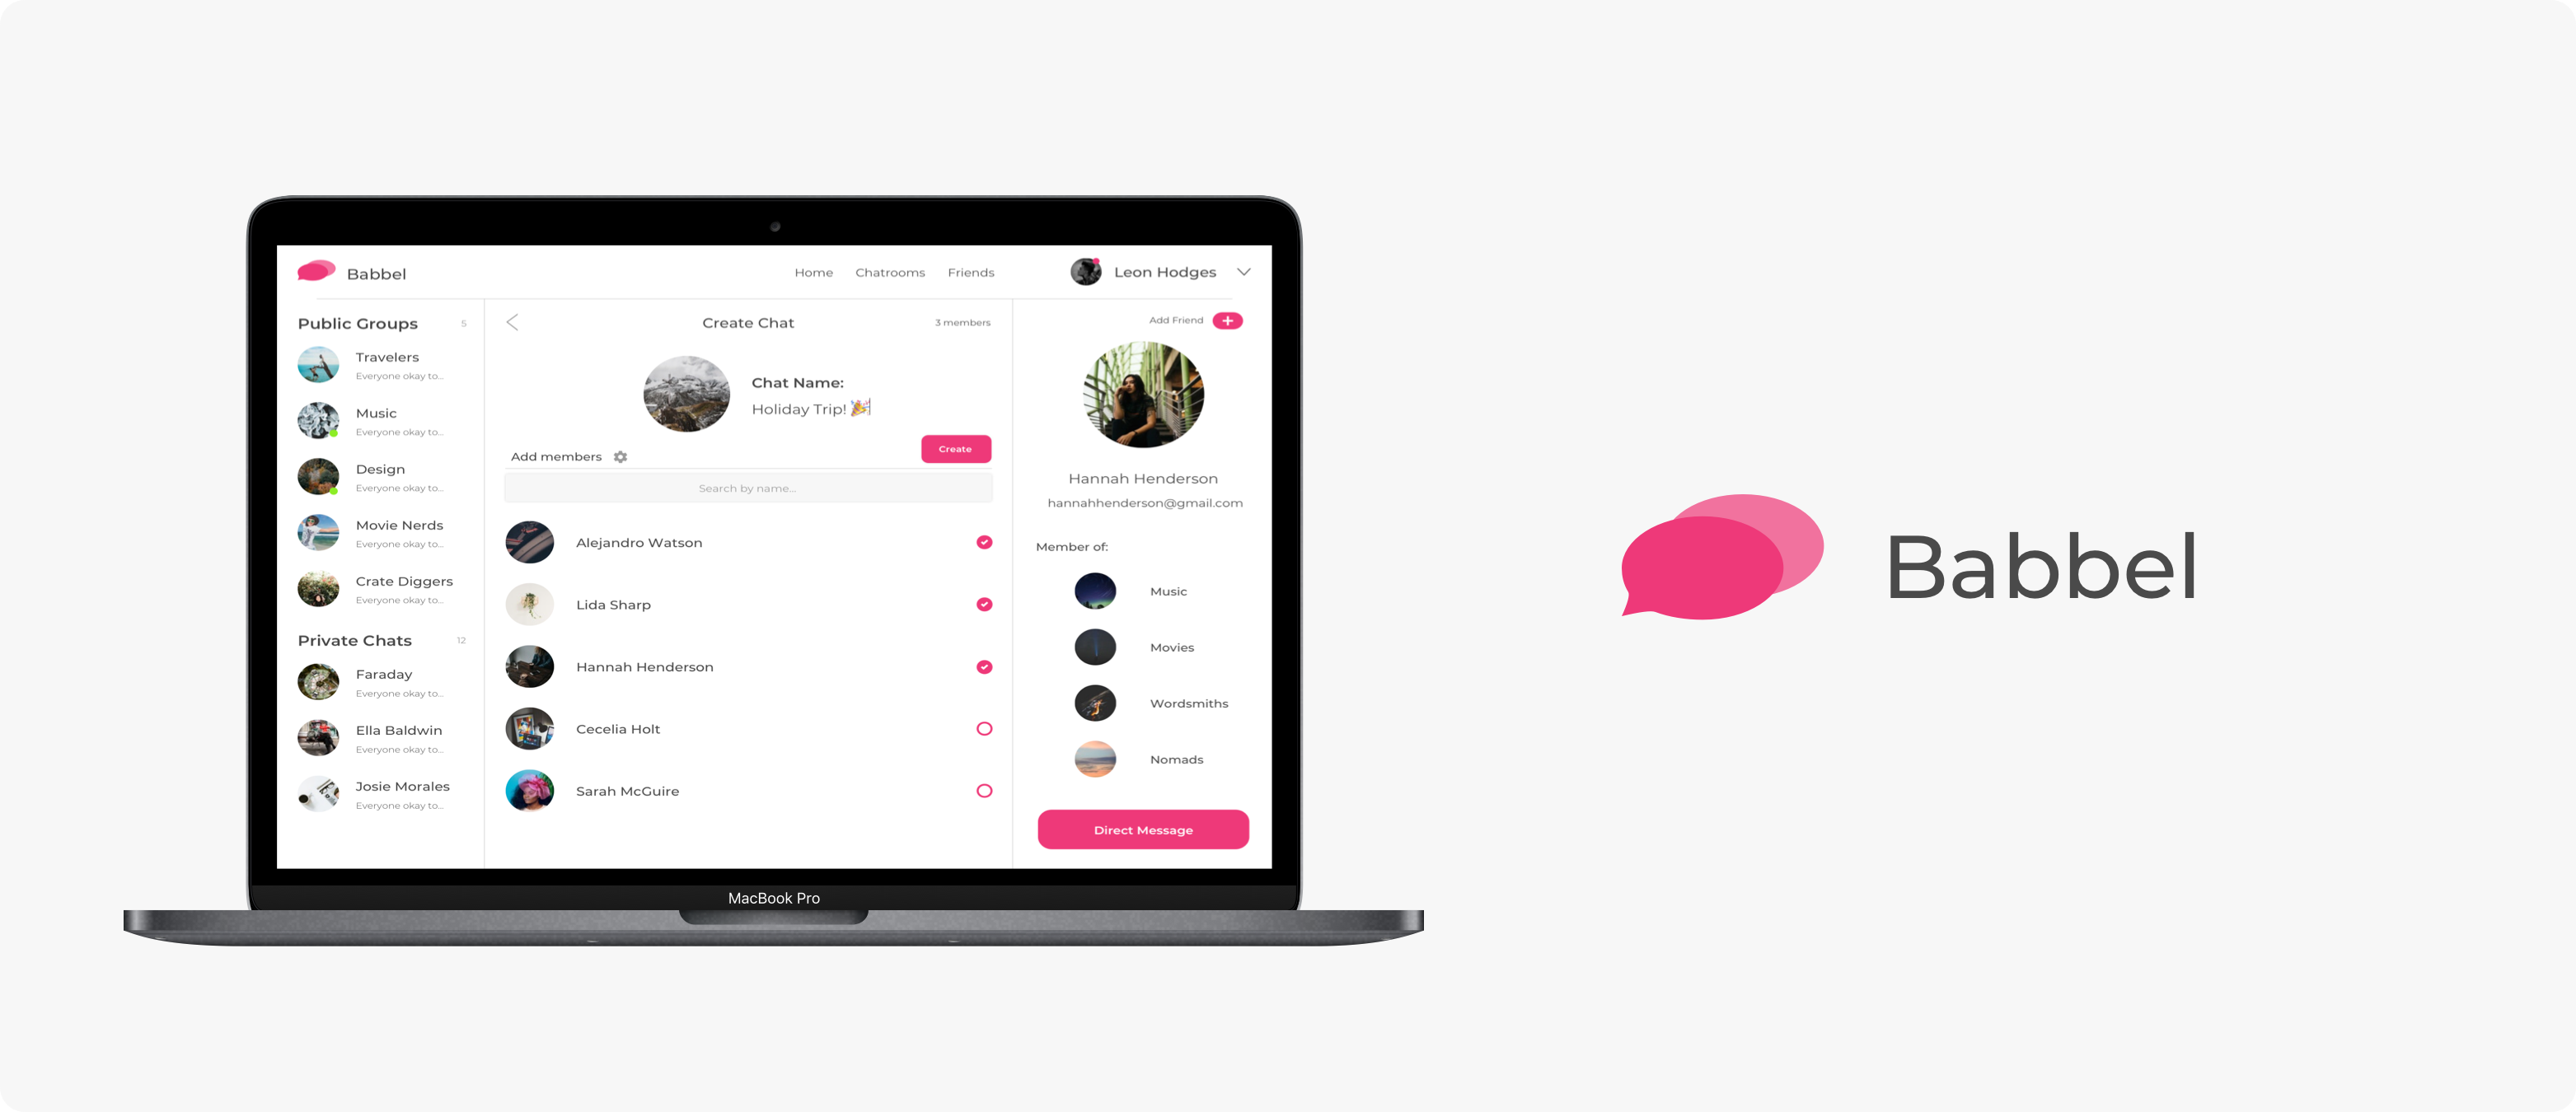 Babbel
Home Chatrooms Friends
Leon Hodges
Public Groups 5
Travelers
Everyone okay to...
Music
Everyone okay to...
Design
Everyone okay to...
Movie Nerds
Everyone okay to...
Crate Diggers
Everyone okay to...
Private Chats 12
Faraday
Everyone okay to...
Ella Baldwin
Everyone okay to...
Josie Morales
Everyone okay to...
Create Chat 3 members
Chat Name:
Holiday Trip! 🎉
Create
Add members
Search by name...
Alejandro Watson
Lida Sharp
Hannah Henderson
Cecelia Holt
Sarah McGuire
Add Friend
Hannah Henderson
hannahhenderson@gmail.com
Member of:
Music
Movies
Wordsmiths
Nomads
Direct Message
MacBook Pro
Babbel